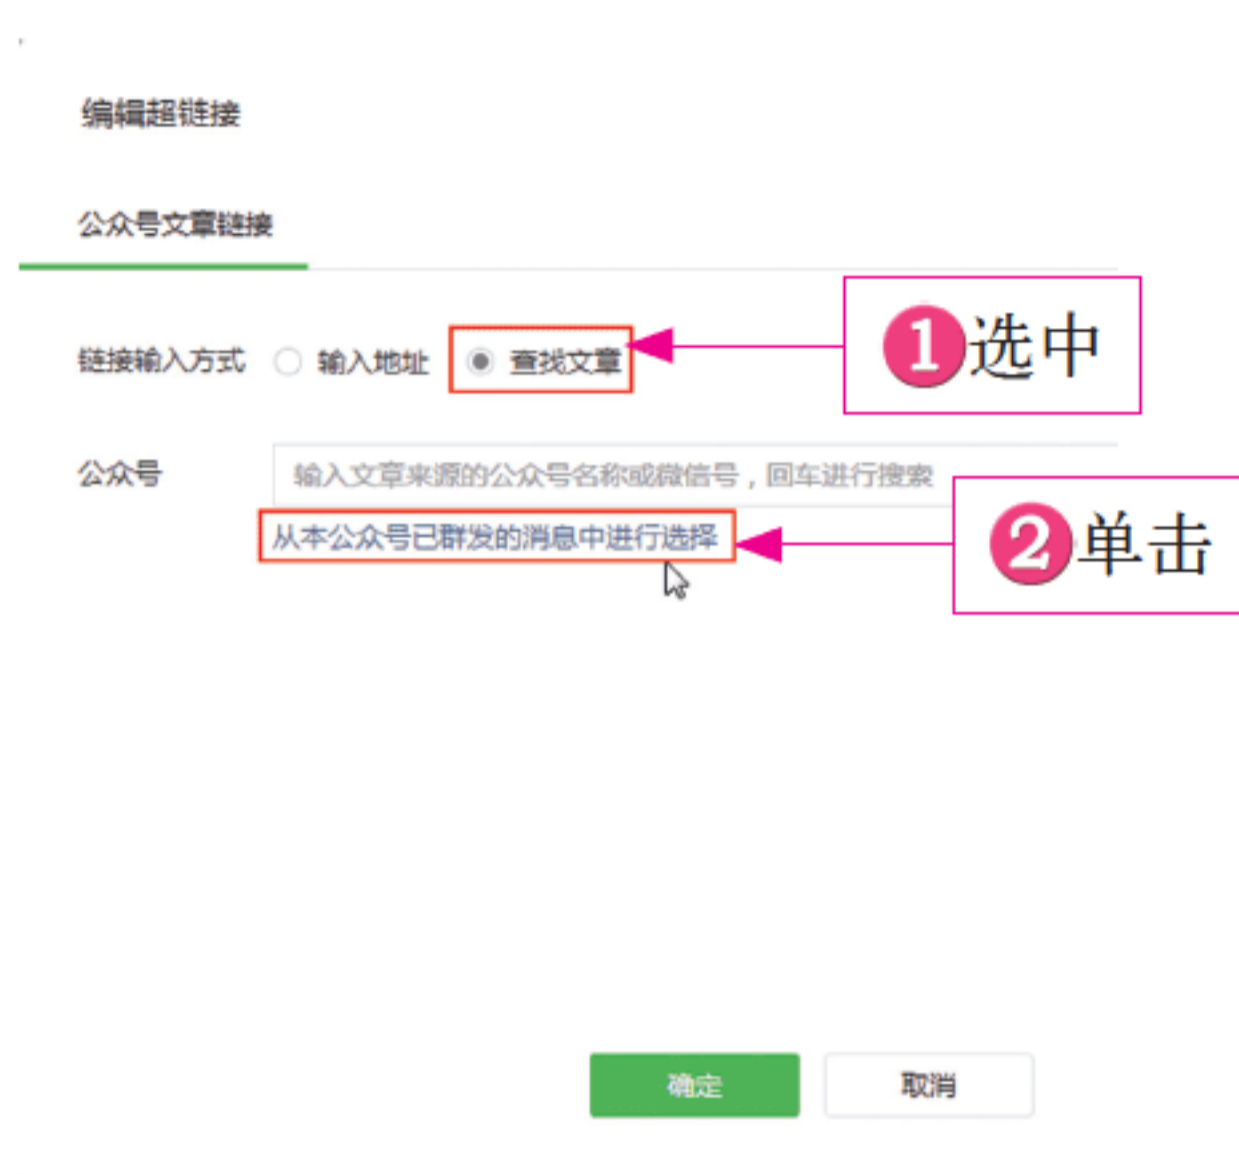 编辑超链接
公众号文章链接
链接输入方式 输入地址 查找文章
1选中
公众号 输入文章来源的公众号名称或微信号，回车进行搜索
从本公众号已群发的消息中进行选择
2单击
确定 取消